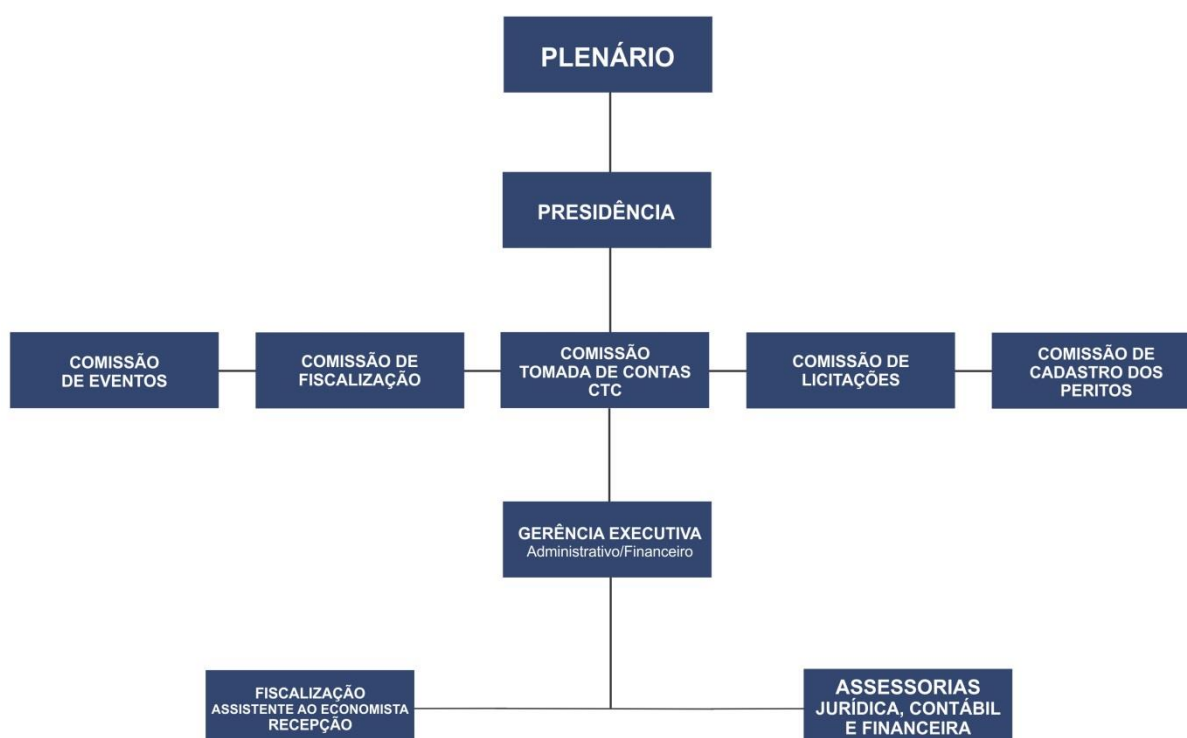 PLENÁRIO
PRESIDÊNCIA
COMISSÃO
DE EVENTOS
COMISSÃO DE
FISCALIZAÇÃO
COMISSÃO
TOMADA DE CONTAS
CTC
COMISSÃO DE
LICITAÇÕES
COMISSÃO DE
CADASTRO DOS
PERITOS
GERÊNCIA EXECUTIVA
Administrativo/Financeiro
FISCALIZAÇÃO
ASSISTENTE AO ECONOMISTA
RECEPÇÃO
ASSESSORIAS
JURÍDICA, CONTÁBIL
E FINANCEIRA